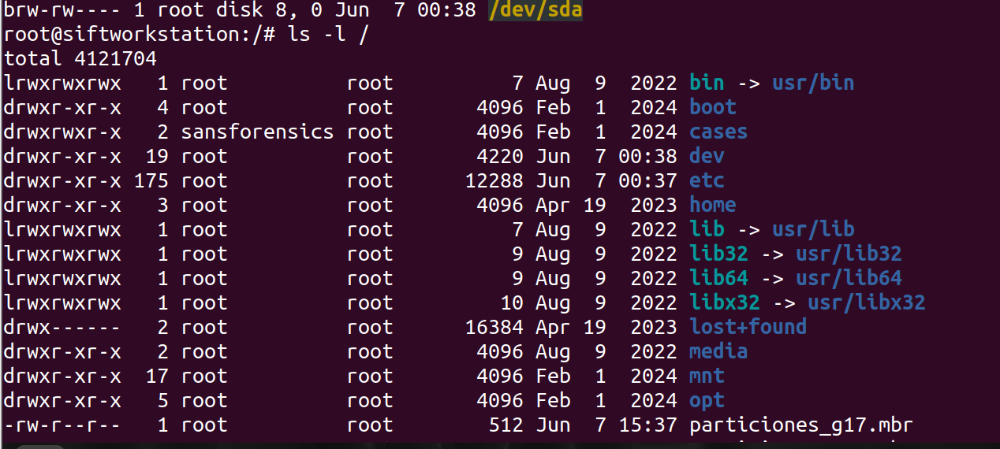 brw-rw---- 1 root disk 8, 0 Jun  7 00:38 /dev/sda
root@siftworkstation:/# ls -l /
total 4121704
lrwxrwxrwx   1 root          root          7 Aug  9  2022 bin -> usr/bin
drwxr-xr-x   4 root          root       4096 Feb  1  2024 boot
drwxrwxr-x   2 sansforensics root       4096 Feb  1  2024 cases
drwxr-xr-x  19 root          root       4220 Jun  7 00:38 dev
drwxr-xr-x 175 root          root      12288 Jun  7 00:37 etc
drwxr-xr-x   3 root          root       4096 Apr 19  2023 home
lrwxrwxrwx   1 root          root          7 Aug  9  2022 lib -> usr/lib
lrwxrwxrwx   1 root          root          9 Aug  9  2022 lib32 -> usr/lib32
lrwxrwxrwx   1 root          root          9 Aug  9  2022 lib64 -> usr/lib64
lrwxrwxrwx   1 root          root         10 Aug  9  2022 libx32 -> usr/libx32
drwx------   2 root          root      16384 Apr 19  2023 lost+found
drwxr-xr-x   2 root          root       4096 Aug  9  2022 media
drwxr-xr-x  17 root          root       4096 Feb  1  2024 mnt
drwxr-xr-x   5 root          root       4096 Feb  1  2024 opt
-rw-r--r--   1 root          root        512 Jun  7 15:37 particiones_g17.mbr